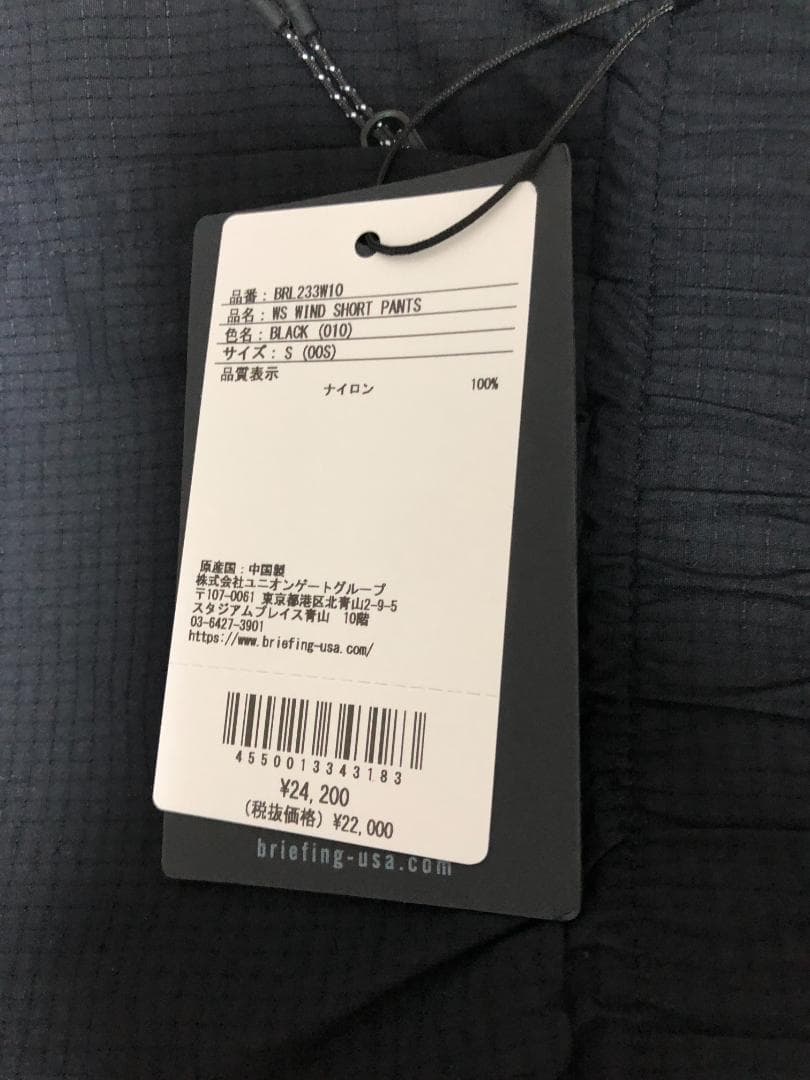 品番：BRL233W10
品名：WS WIND SHORT PANTS
色名：BLACK (010)
サイズ：S (00S)
品質表示
ナイロン 100%
原産国：中国製
株式会社ユニオンゲートグループ
〒107-0061 東京都港区北青山2-9-5
スタジアムプレイス青山　10階
03-6427-3901
https://www.briefing-usa.com/
4550013343183
¥24,200
(税抜価格) ¥22,000
briefing-usa.com